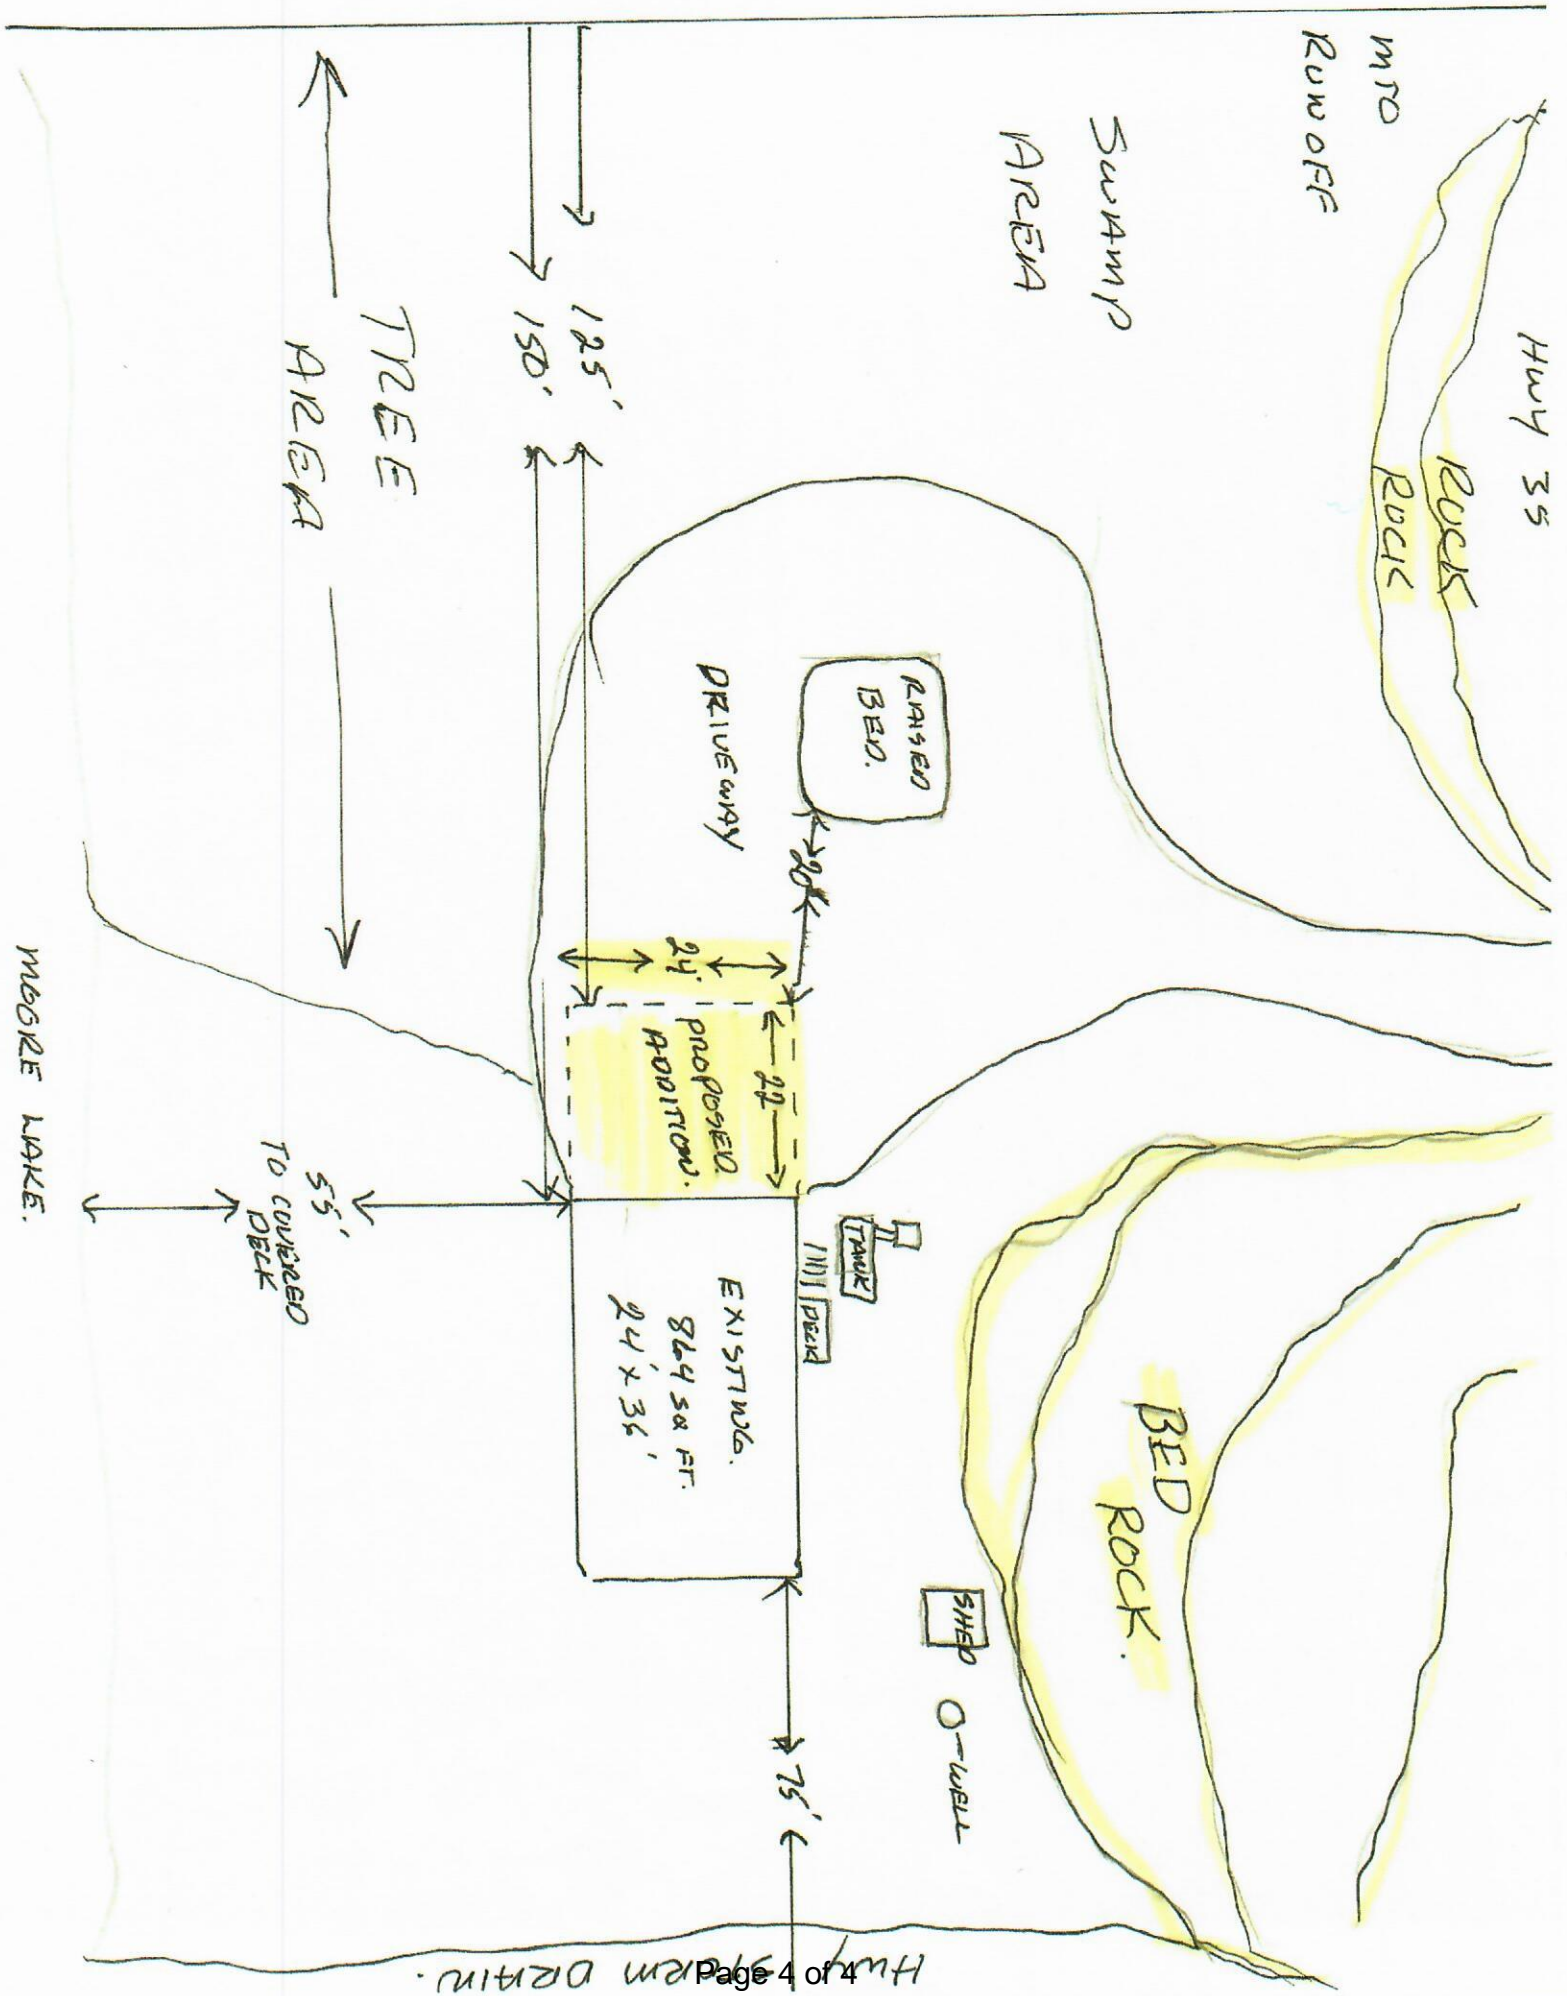 HWY 35
MTO
RUNOFF
ROCK
ROCK
SWAMP
AREA
RAISED
BED.
DRIVEWAY
20'
125'
150'
TREE
AREA
24'
22
PROPOSED
ADDITION.
TANK
DECK
EXISTING.
864 SQ FT.
24' x 36'
BED
ROCK.
SHED
O-WELL
75'
55'
TO COVERED
DECK
MOORE LAKE.
HWY STORM DRAIN.
Page 4 of 4